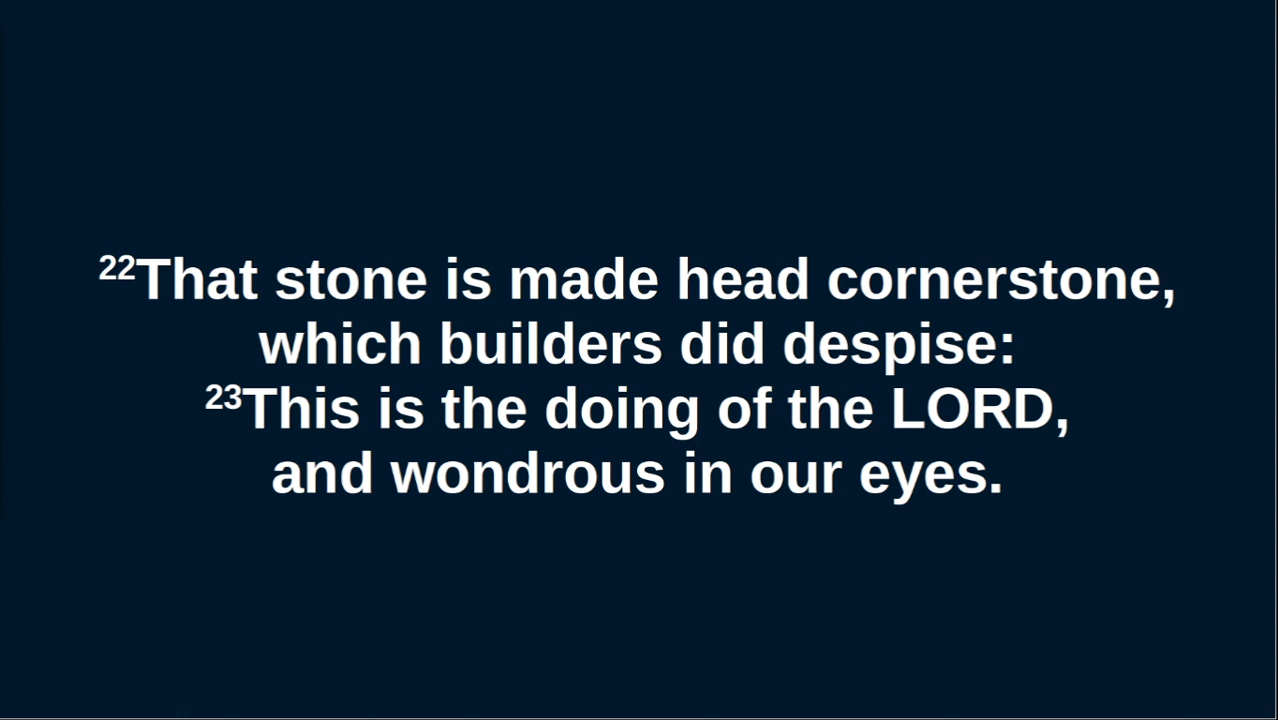 ²²That stone is made head cornerstone,
which builders did despise:
²³This is the doing of the LORD,
and wondrous in our eyes.